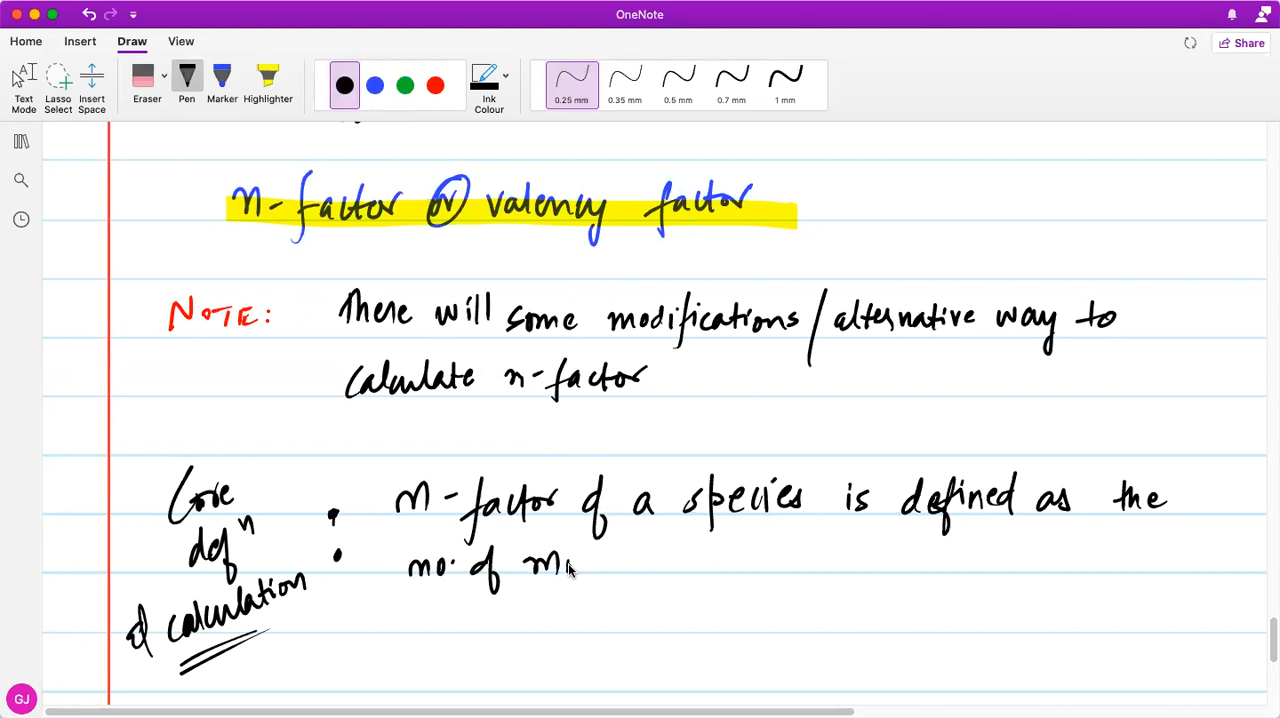 OneNote
Home Insert Draw View
Share
Text Mode Lasso Select Insert Space Eraser Pen Marker Highlighter Ink Colour 0.25 mm 0.35 mm 0.5 mm 0.7 mm 1 mm
n-factor or valency factor
NOTE: There will some modifications/alternative way to
calculate n-factor
Core defⁿ of calculation : n-factor of a species is defined as the
no. of m
GJ